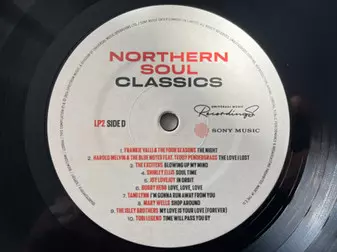 NORTHERN
SOUL
CLASSICS
LP2 SIDE D
UNIVERSAL MUSIC
Recordings
SONY MUSIC
1. FRANKIE VALLI & THE FOUR SEASONS THE NIGHT
2. HAROLD MELVIN & THE BLUE NOTES FEAT. TEDDY PENDERGRASS THE LOVE I LOST
3. THE EXCITERS BLOWING UP MY MIND
4. SHIRLEY ELLIS SOUL TIME
5. JOY LOVEJOY IN ORBIT
6. BOBBY HEBB LOVE, LOVE, LOVE
7. TAMI LYNN I'M GONNA RUN AWAY FROM YOU
8. MARY WELLS SHOP AROUND
9. THE ISLEY BROTHERS MY LOVE IS YOUR LOVE (FOREVER)
10. TOBI LEGEND TIME WILL PASS YOU BY